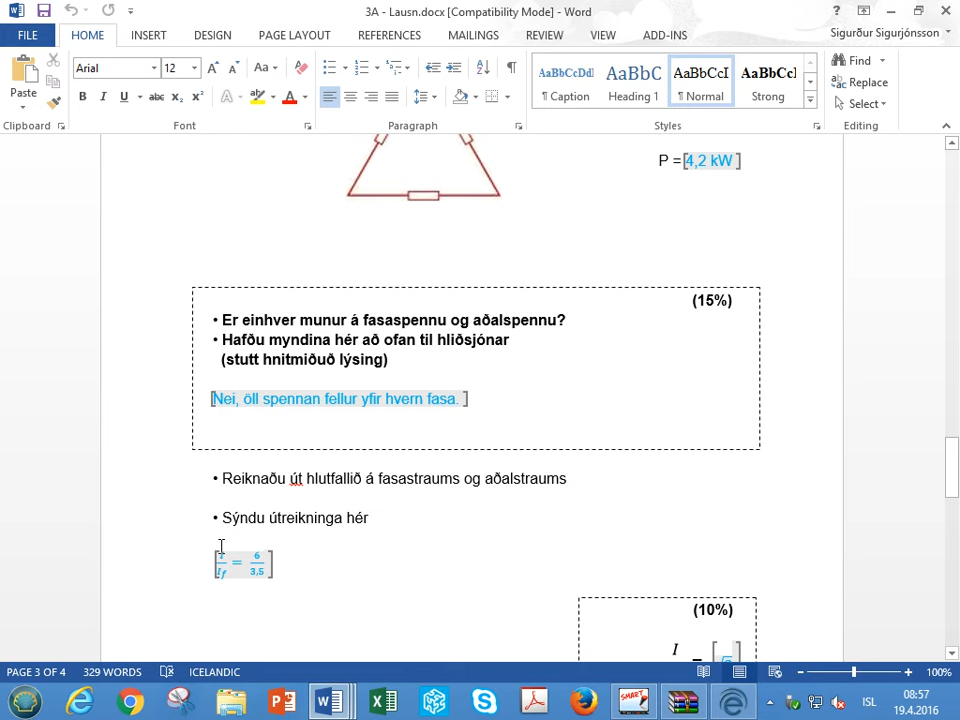 3A - Lausn.docx [Compatibility Mode] - Word
FILE HOME INSERT DESIGN PAGE LAYOUT REFERENCES MAILINGS REVIEW VIEW ADD-INS
Sigurður Sigurjónsson
Paste
Arial 12
Find
Replace
Select
AaBbCcDd AaBbC AaBbCcI AaBbCcI
¶ Caption Heading 1 ¶ Normal Strong
Clipboard Font Paragraph Styles Editing
P = [4,2 kW ]
(15%)
• Er einhver munur á fasaspennu og aðalspennu?
• Hafðu myndina hér að ofan til hliðsjónar
(stutt hnitmiðuð lýsing)
[Nei, öll spennan fellur yfir hvern fasa. ]
• Reiknaðu út hlutfallið á fasastraums og aðalstraums
• Sýndu útreikninga hér
[I/If = 6/3,5 ]
(10%)
I
=
PAGE 3 OF 4 329 WORDS ICELANDIC 100%
ISL
08:57
19.4.2016